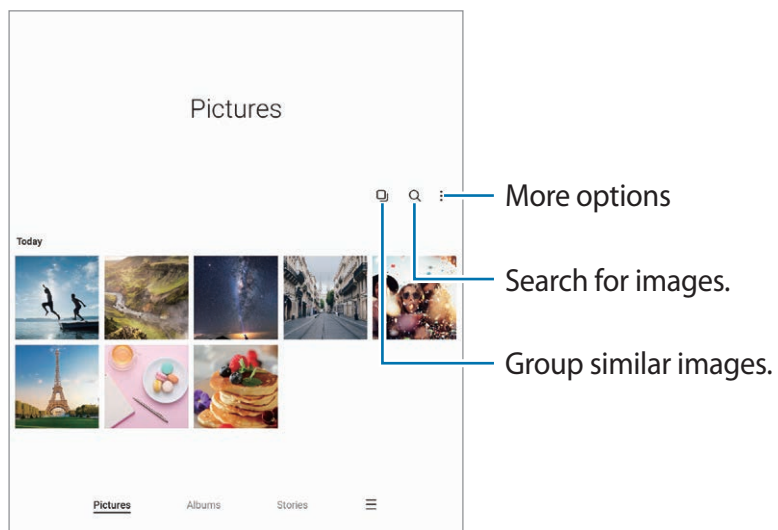 Pictures
More options
Today
Search for images.
Group similar images.
Pictures Albums Stories